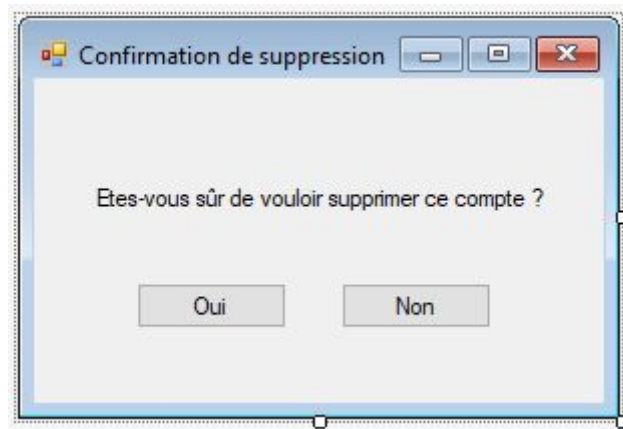 Confirmation de suppression
Etes-vous sûr de vouloir supprimer ce compte ?
Oui
Non